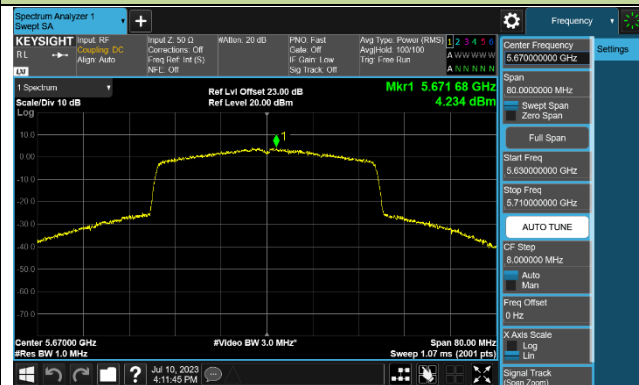 Spectrum Analyzer 1
Swept SA
+
Frequency
KEYSIGHT Input: RF Input Z: 50 Ω #Atten: 20 dB PNO: Fast Avg Type: Power (RMS) 1 2 3 4 5 6
RL Coupling: DC Corrections: Off Gate: Off Avg|Hold: 100/100 A W W W W W
Align: Auto Freq Ref: Int (S) IF Gain: Low Trig: Free Run
LXI NFE: Off Sig Track: Off A N N N N N
1 Spectrum
Scale/Div 10 dB
Log
Ref Lvl Offset 23.00 dB
Ref Level 20.00 dBm
Mkr1 5.671 68 GHz
4.234 dBm
1
10.0
0.00
-10.0
-20.0
-30.0
-40.0
-50.0
-60.0
-70.0
Center 5.67000 GHz #Video BW 3.0 MHz* Span 80.00 MHz
#Res BW 1.0 MHz Sweep 1.07 ms (2001 pts)
Jul 10, 2023
4:11:45 PM
?
Center Frequency
5.670000000 GHz
Settings
Span
80.0000000 MHz
Swept Span
Zero Span
Full Span
Start Freq
5.630000000 GHz
Stop Freq
5.710000000 GHz
AUTO TUNE
CF Step
8.000000 MHz
Auto
Man
Freq Offset
0 Hz
X Axis Scale
Log
Lin
Signal Track
(Span Zoom)